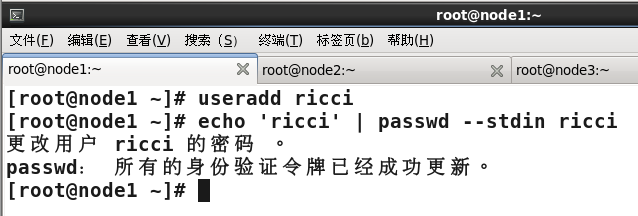 root@node1:~
文件(F) 编辑(E) 查看(V) 搜索 (S) 终端(T) 标签页(b) 帮助(H)
root@node1:~ root@node2:~ root@node3:~
[root@node1 ~]# useradd ricci
[root@node1 ~]# echo 'ricci' | passwd --stdin ricci
更改用户 ricci 的密码 。
passwd： 所有的身份验证令牌已经成功更新。
[root@node1 ~]#